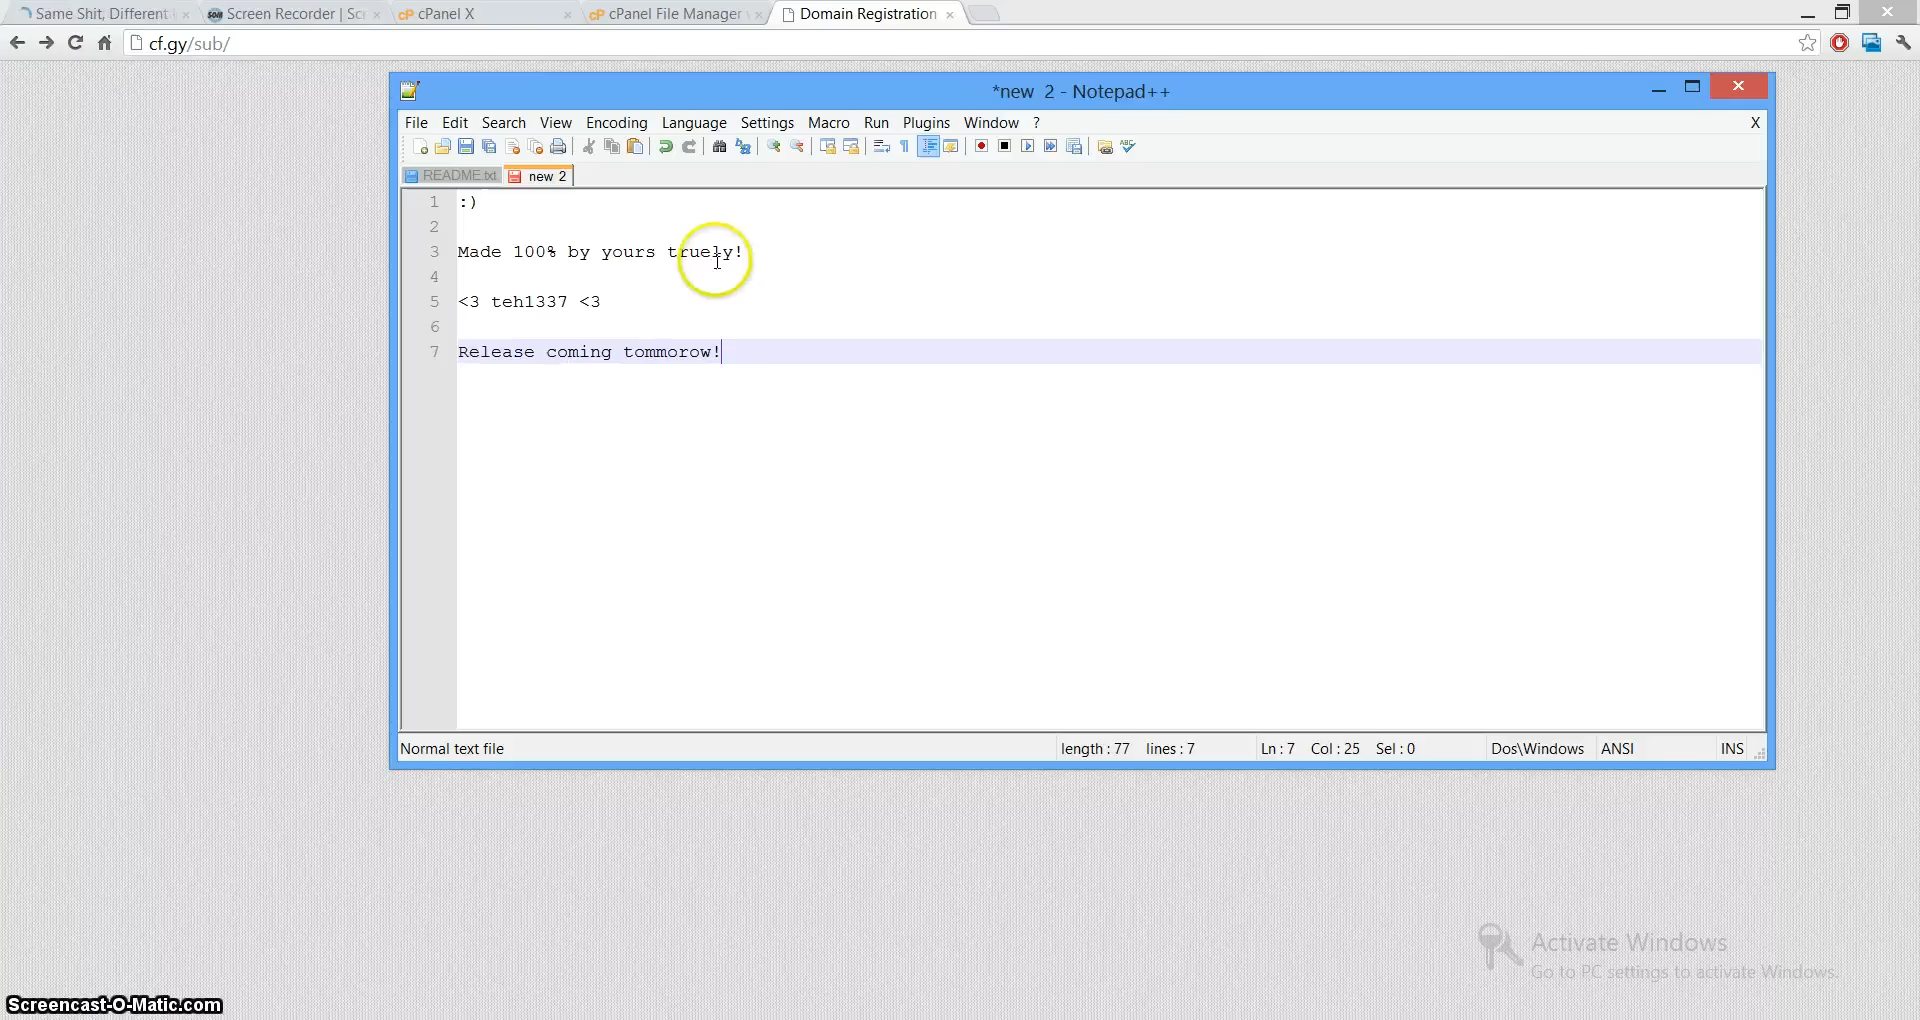 Same Shit, Different
Screen Recorder | Sc
cPanel X
cPanel File Manager
Domain Registration
cf.gy/sub/
*new 2 - Notepad++
File Edit Search View Encoding Language Settings Macro Run Plugins Window ? X
README.txt new 2
1 :)
2
3 Made 100% by yours truely!
4
5 <3 teh1337 <3
6
7 Release coming tommorow!
Normal text file length : 77 lines : 7 Ln : 7 Col : 25 Sel : 0 Dos\Windows ANSI INS
Activate Windows
Go to PC settings to activate Windows.
Screencast-O-Matic.com